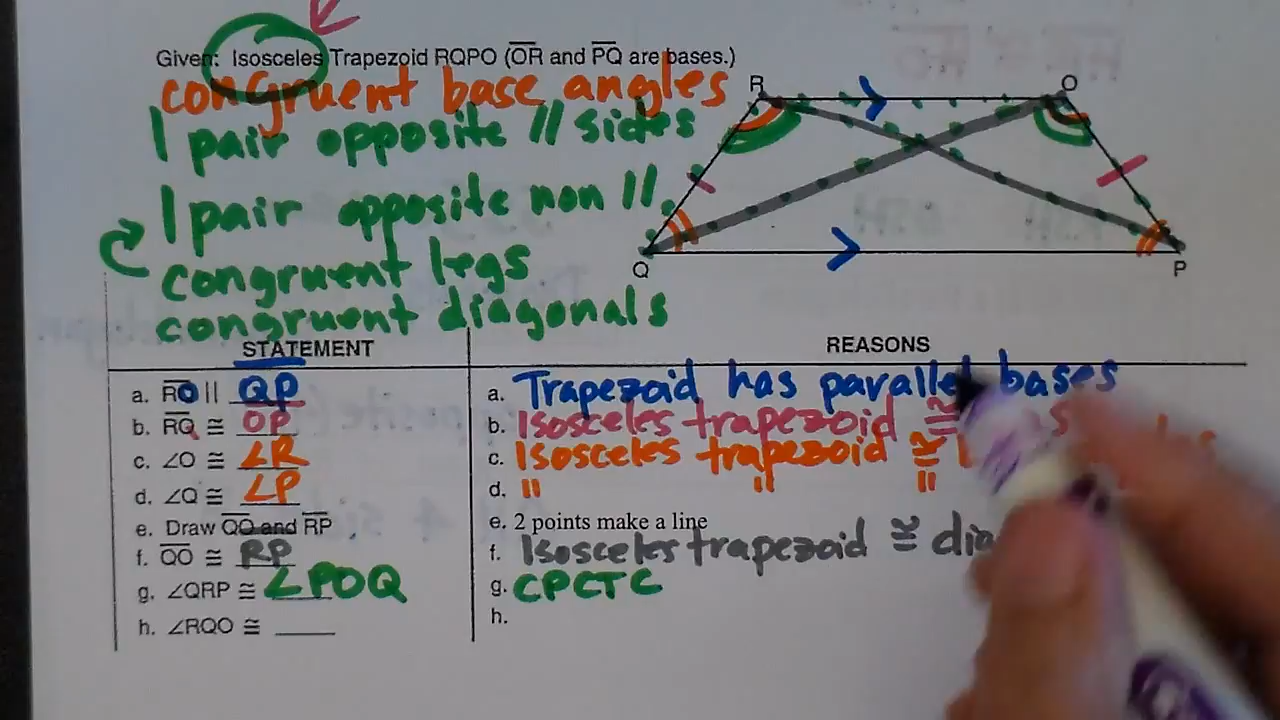 Given: Isosceles Trapezoid RQPO (OR and PQ are bases.)
congruent base angles
1 pair opposite // sides
1 pair opposite non //
congruent legs
congruent diagonals
R
O
Q
P
STATEMENT
REASONS
a. RO || QP
a. Trapezoid has parallel bases
b. RQ ≅ OP
b. Isosceles trapezoid ≅
c. ∠O ≅ ∠R
c. Isosceles trapezoid ≅
d. ∠Q ≅ ∠P
d. " " "
e. Draw QO and RP
e. 2 points make a line
f. QO ≅ RP
f. Isosceles trapezoid ≅
g. ∠QRP ≅ ∠POQ
g. CPCTC
h. ∠RQO ≅ ___
h.